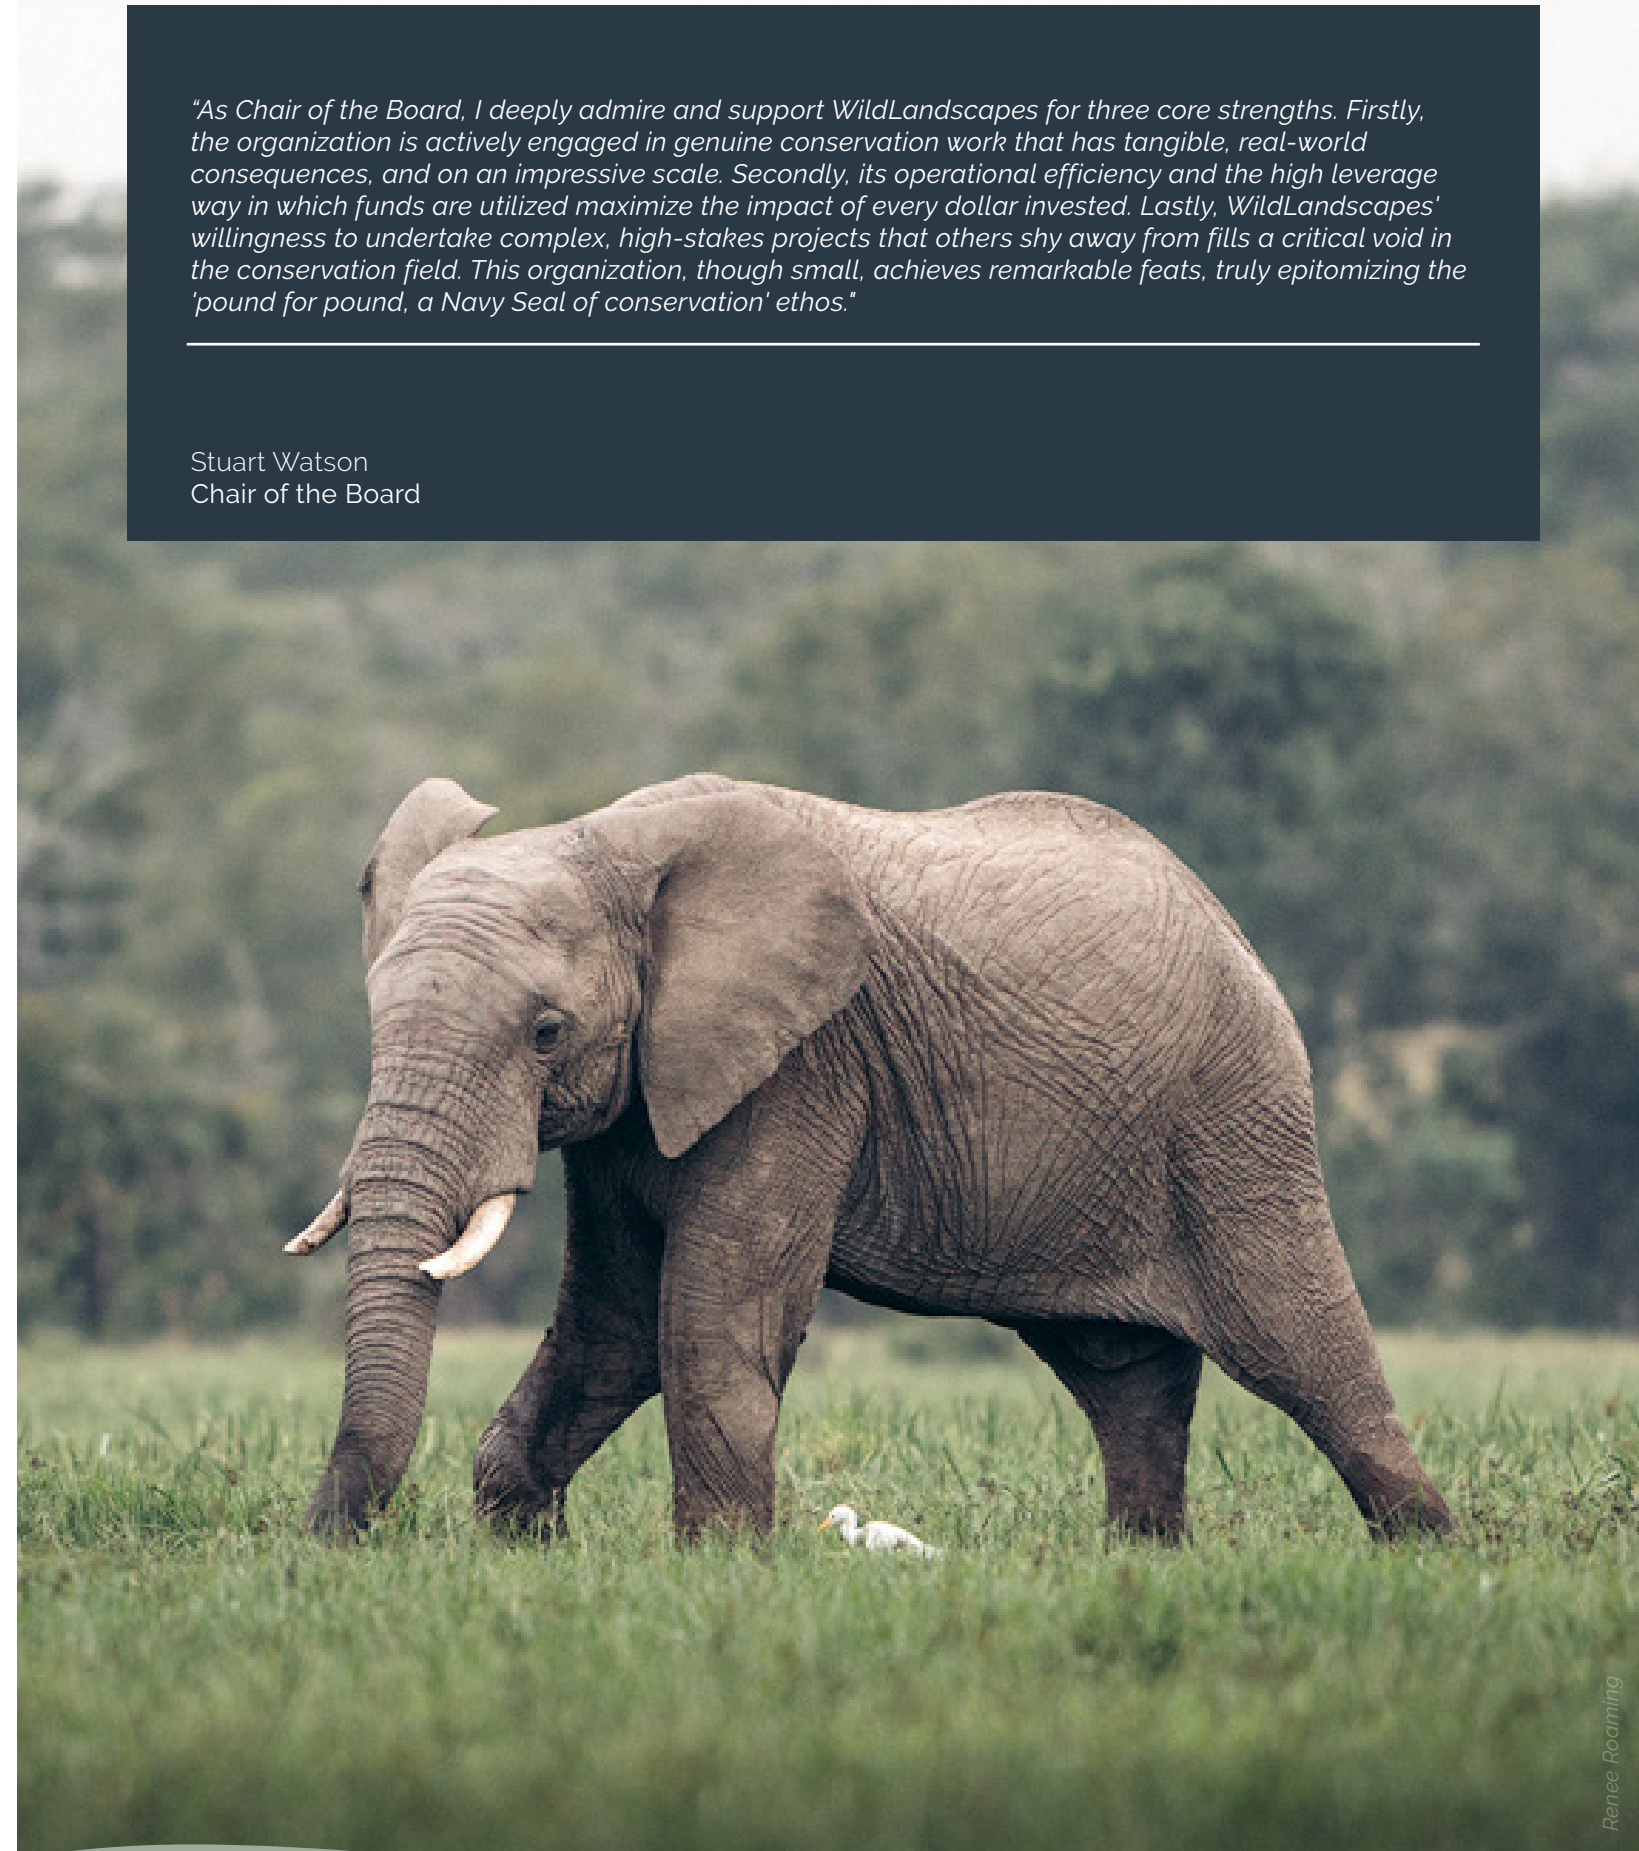 “As Chair of the Board, I deeply admire and support WildLandscapes for three core strengths. Firstly,
the organization is actively engaged in genuine conservation work that has tangible, real-world
consequences, and on an impressive scale. Secondly, its operational efficiency and the high leverage
way in which funds are utilized maximize the impact of every dollar invested. Lastly, WildLandscapes'
willingness to undertake complex, high-stakes projects that others shy away from fills a critical void in
the conservation field. This organization, though small, achieves remarkable feats, truly epitomizing the
'pound for pound, a Navy Seal of conservation' ethos."
Stuart Watson
Chair of the Board
Renee Roaming